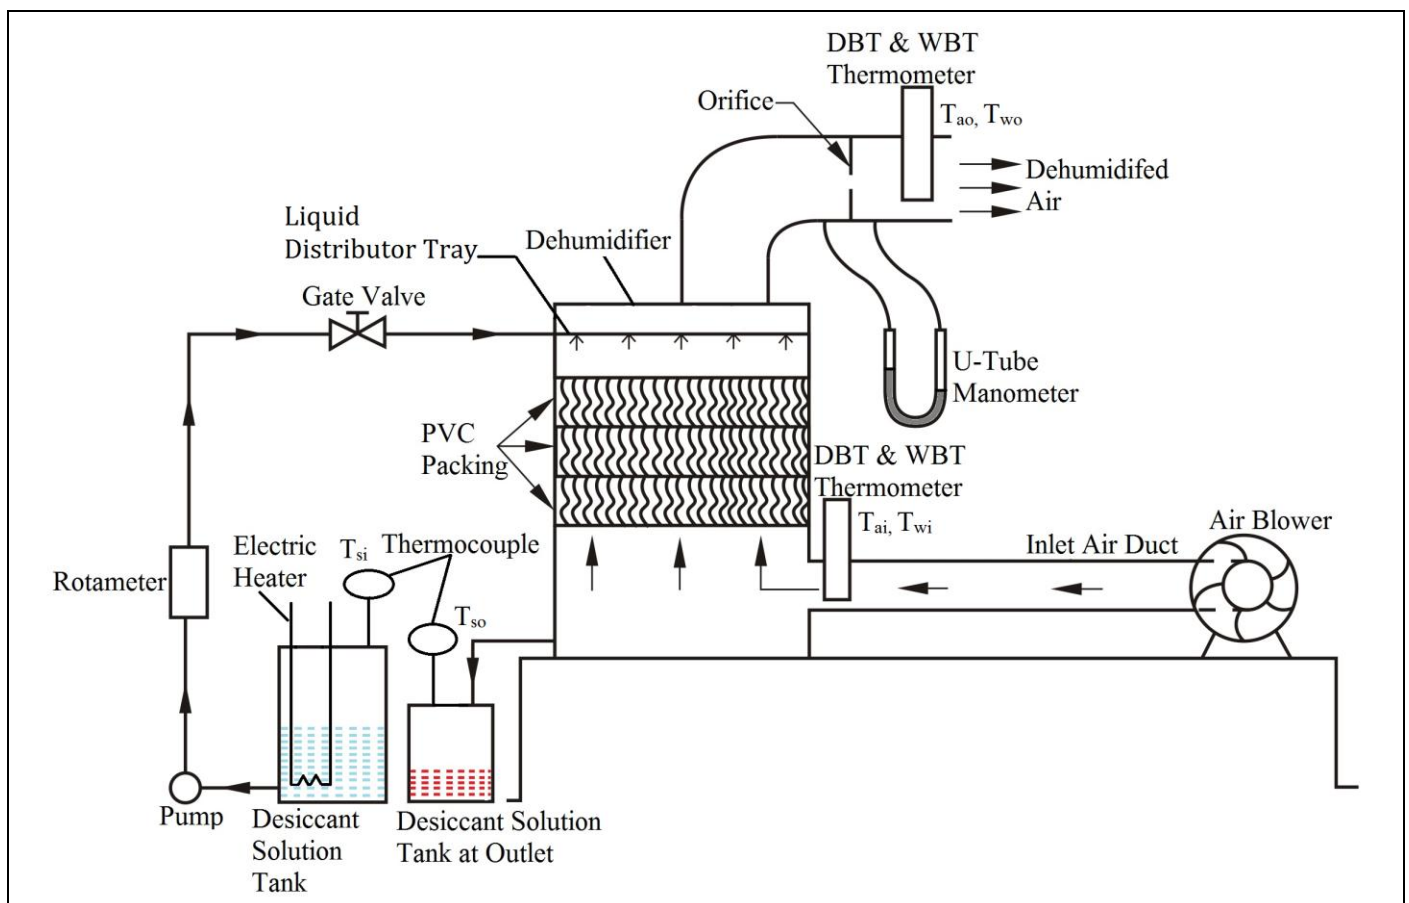 DBT & WBT
Thermometer
Orifice
Tao, Two
Dehumidifed
Air
Liquid
Distributor Tray
Dehumidifier
Gate Valve
U-Tube
Manometer
PVC
Packing
DBT & WBT
Thermometer
Tai, Twi
Inlet Air Duct
Air Blower
Electric
Heater
Tsi
Thermocouple
Rotameter
Tso
Pump
Desiccant
Solution
Tank
Desiccant Solution
Tank at Outlet